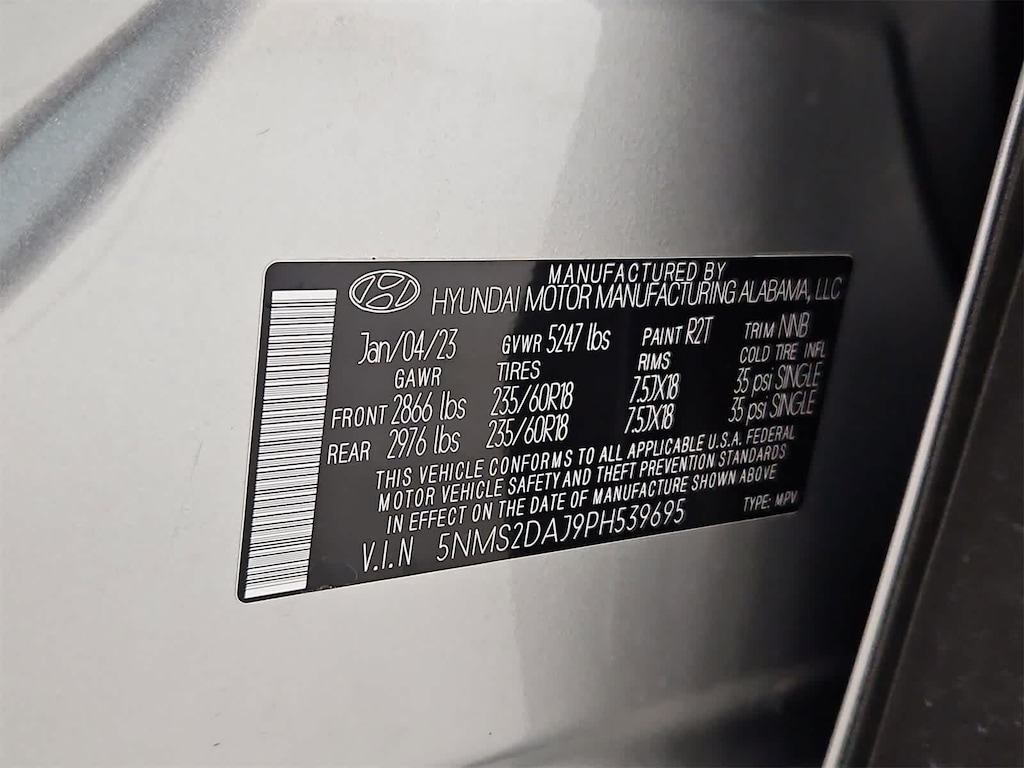 MANUFACTURED BY
HYUNDAI MOTOR MANUFACTURING ALABAMA, LLC
Jan/04/23 GVWR 5247 lbs PAINT R2T TRIM NNB
GAWR TIRES RIMS COLD TIRE INFL
FRONT 2866 lbs 235/60R18 7.5JX18 35 psi SINGLE
REAR 2976 lbs 235/60R18 7.5JX18 35 psi SINGLE
THIS VEHICLE CONFORMS TO ALL APPLICABLE U.S.A. FEDERAL
MOTOR VEHICLE SAFETY AND THEFT PREVENTION STANDARDS
IN EFFECT ON THE DATE OF MANUFACTURE SHOWN ABOVE
V.I.N 5NMS2DAJ9PH539695 TYPE: MPV